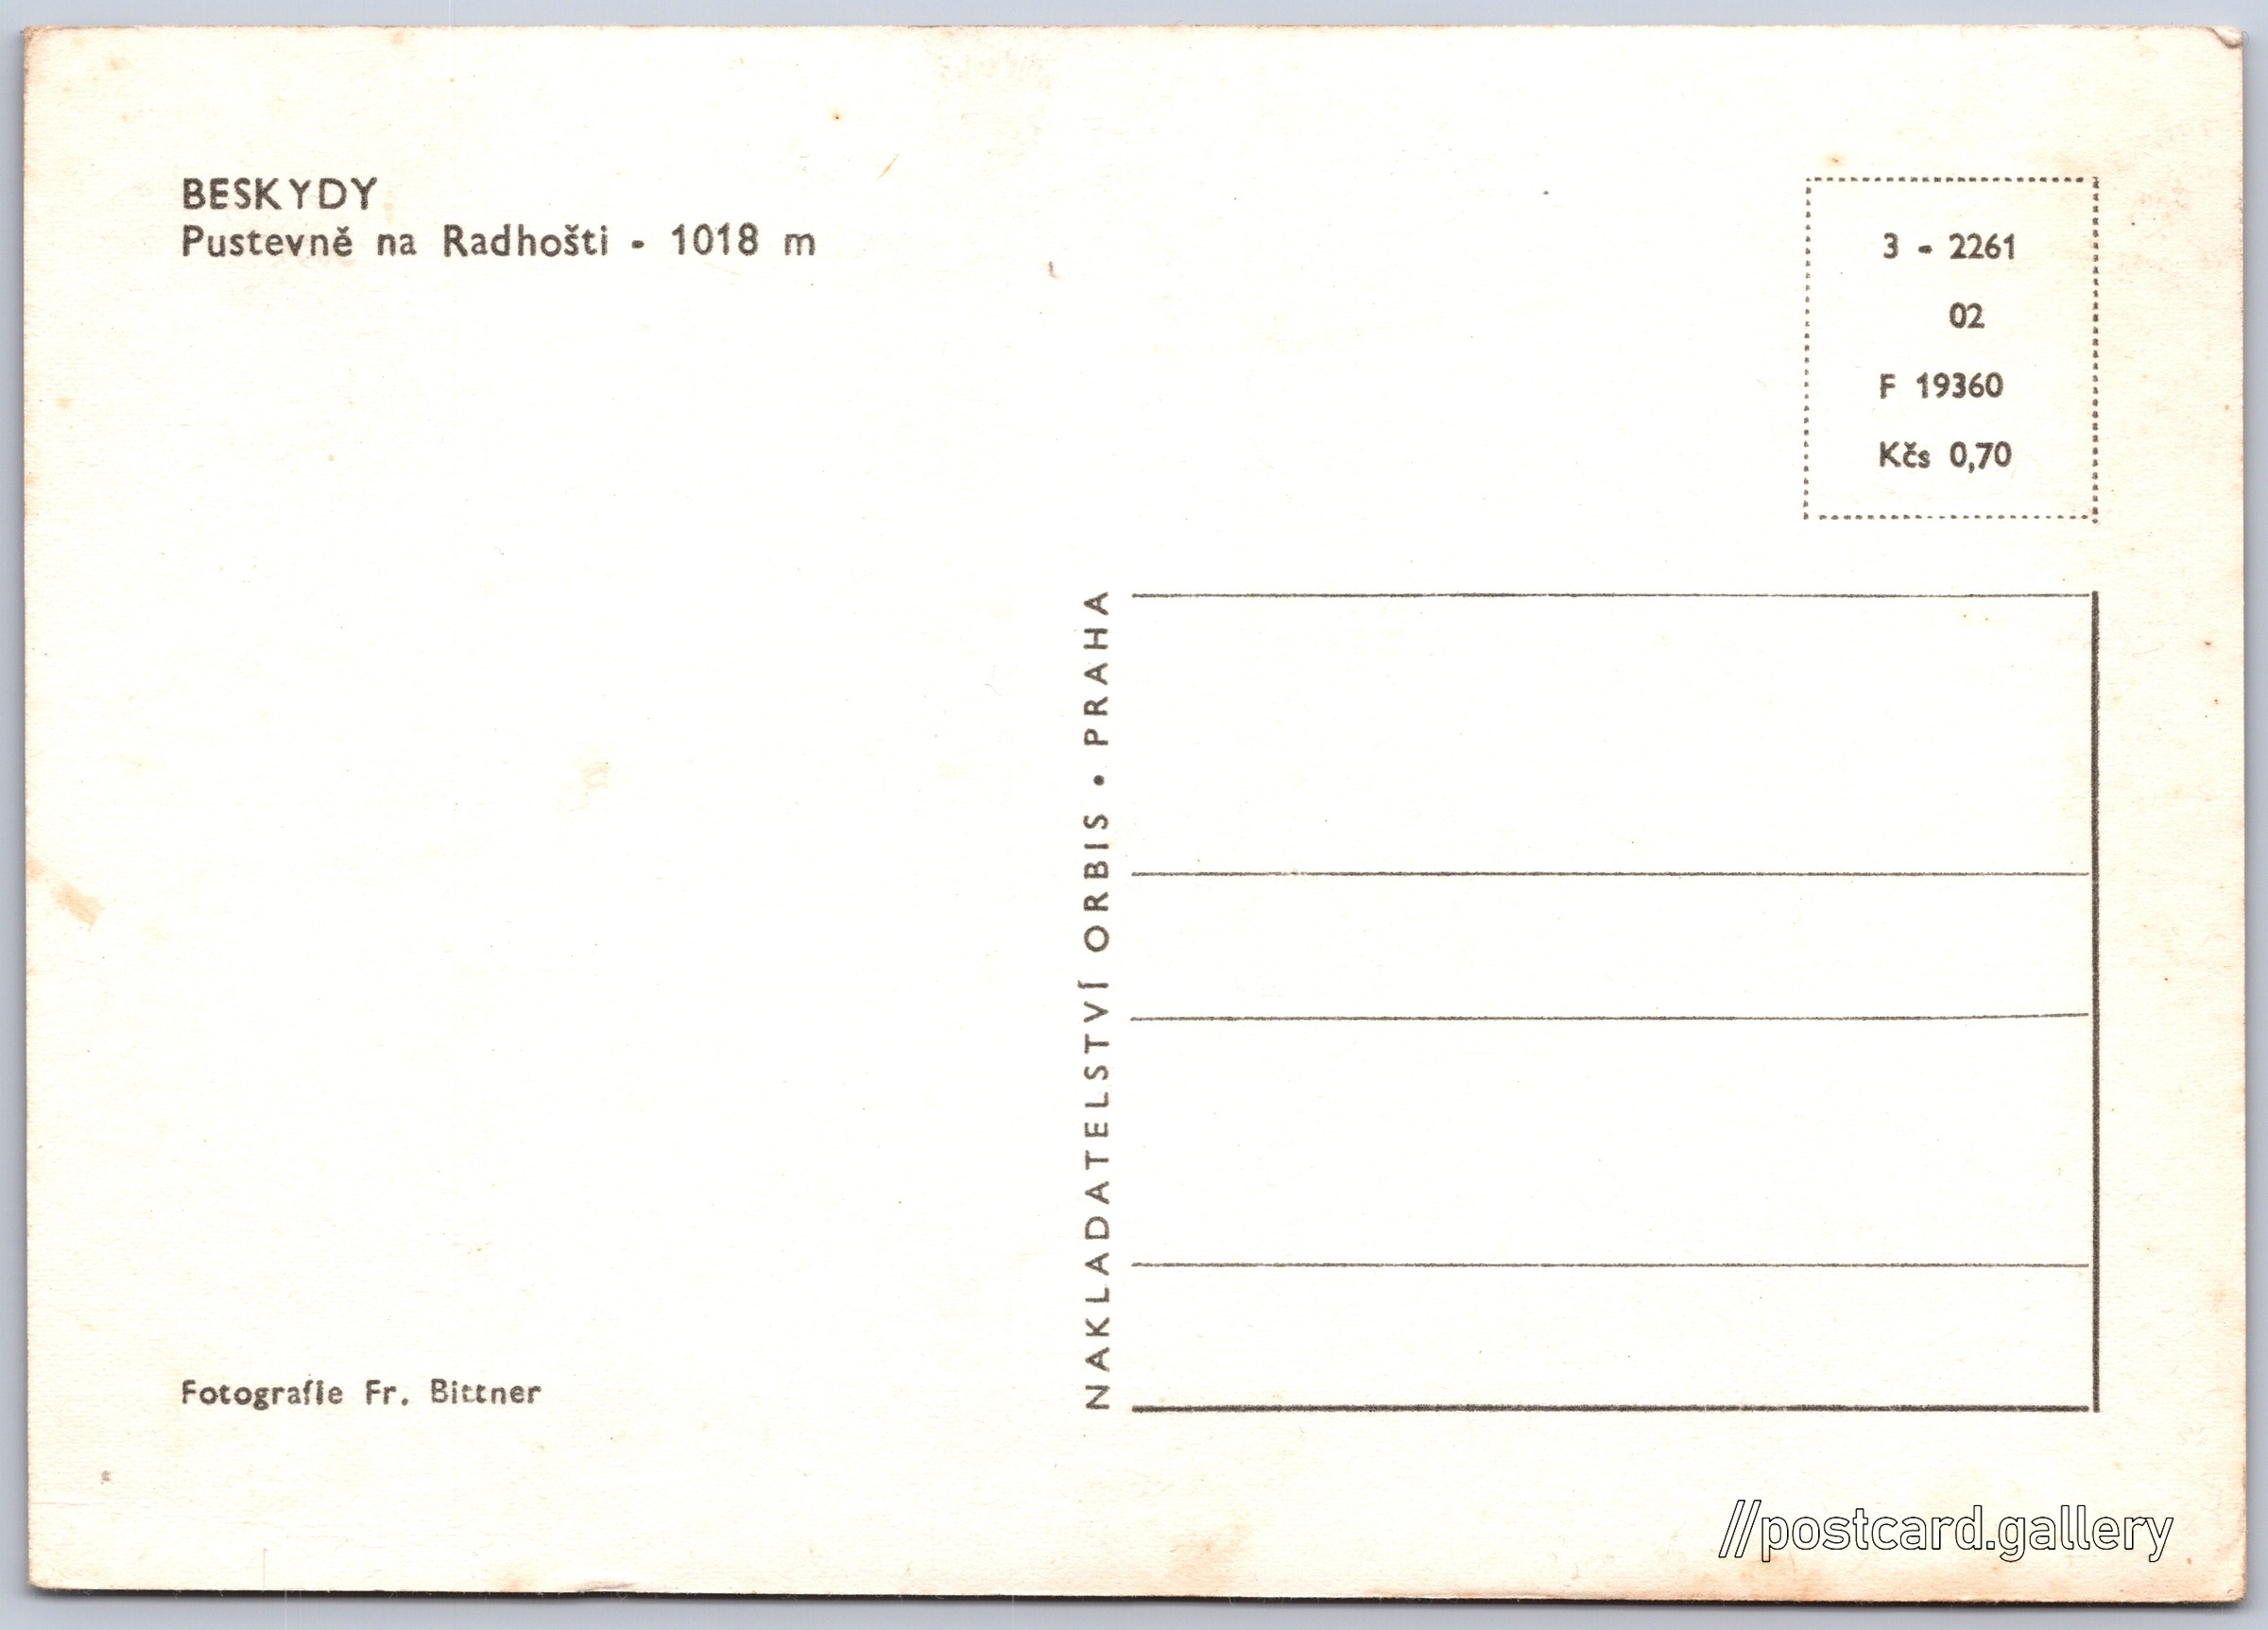 BESKYDY
Pustevně na Radhošti - 1018 m
3 - 2261
02
F 19360
Kčs 0,70
NAKLADATELSTVÍ ORBIS • PRAHA
Fotografie Fr. Bittner
//postcard.gallery